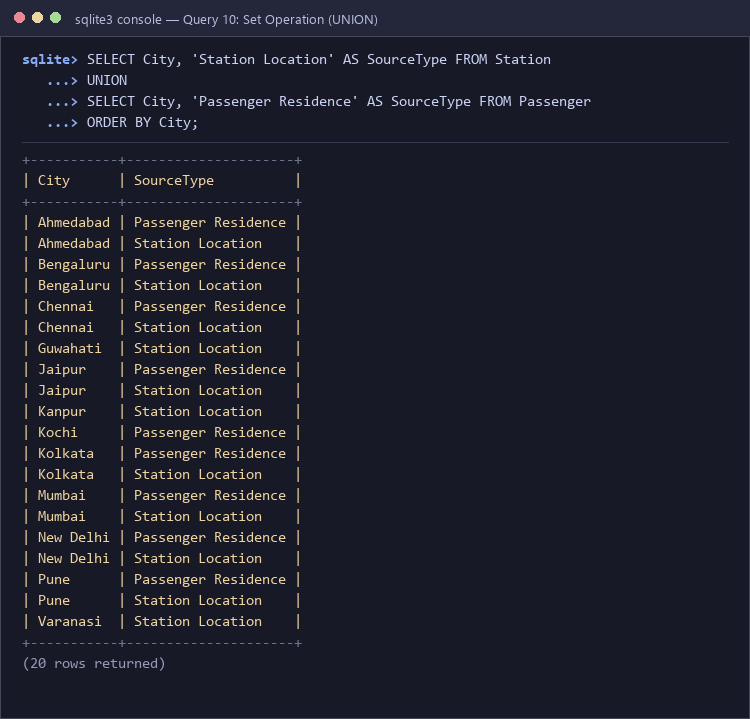 sqlite3 console — Query 10: Set Operation (UNION)
sqlite> SELECT City, 'Station Location' AS SourceType FROM Station
   ...> UNION
   ...> SELECT City, 'Passenger Residence' AS SourceType FROM Passenger
   ...> ORDER BY City;
+-----------+---------------------+
| City      | SourceType          |
+-----------+---------------------+
| Ahmedabad | Passenger Residence |
| Ahmedabad | Station Location    |
| Bengaluru | Passenger Residence |
| Bengaluru | Station Location    |
| Chennai   | Passenger Residence |
| Chennai   | Station Location    |
| Guwahati  | Station Location    |
| Jaipur    | Passenger Residence |
| Jaipur    | Station Location    |
| Kanpur    | Station Location    |
| Kochi     | Passenger Residence |
| Kolkata   | Passenger Residence |
| Kolkata   | Station Location    |
| Mumbai    | Passenger Residence |
| Mumbai    | Station Location    |
| New Delhi | Passenger Residence |
| New Delhi | Station Location    |
| Pune      | Passenger Residence |
| Pune      | Station Location    |
| Varanasi  | Station Location    |
+-----------+---------------------+
(20 rows returned)